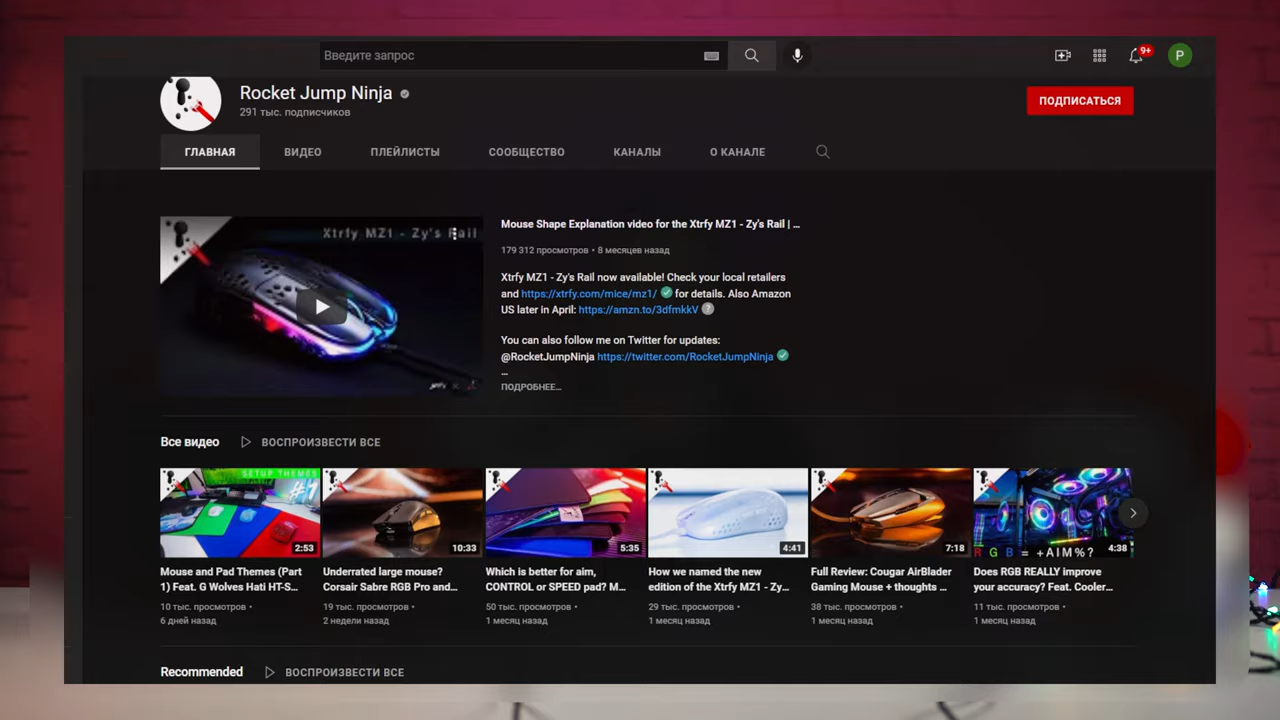 Введите запрос
9+
P
Rocket Jump Ninja
291 тыс. подписчиков
ПОДПИСАТЬСЯ
ГЛАВНАЯ
ВИДЕО
ПЛЕЙЛИСТЫ
СООБЩЕСТВО
КАНАЛЫ
О КАНАЛЕ
Xtrfy MZ1 - Zy's Rail
Mouse Shape Explanation video for the Xtrfy MZ1 - Zy's Rail | ...
179 312 просмотров • 8 месяцев назад
Xtrfy MZ1 - Zy's Rail now available! Check your local retailers
and https://xtrfy.com/mice/mz1/ for details. Also Amazon
US later in April: https://amzn.to/3dfmkkV
You can also follow me on Twitter for updates:
@RocketJumpNinja https://twitter.com/RocketJumpNinja
...
ПОДРОБНЕЕ...
Все видео
ВОСПРОИЗВЕСТИ ВСЕ
SETUP THEMES
#1
2:53
10:33
5:35
4:41
7:18
RGB = +AIM%?
4:38
Mouse and Pad Themes (Part
1) Feat. G Wolves Hati HT-S...
10 тыс. просмотров •
6 дней назад
Underrated large mouse?
Corsair Sabre RGB Pro and...
19 тыс. просмотров •
2 недели назад
Which is better for aim,
CONTROL or SPEED pad? M...
50 тыс. просмотров •
1 месяц назад
How we named the new
edition of the Xtrfy MZ1 - Zy...
29 тыс. просмотров •
1 месяц назад
Full Review: Cougar AirBlader
Gaming Mouse + thoughts ...
38 тыс. просмотров •
1 месяц назад
Does RGB REALLY improve
your accuracy? Feat. Cooler...
11 тыс. просмотров •
1 месяц назад
Recommended
ВОСПРОИЗВЕСТИ ВСЕ